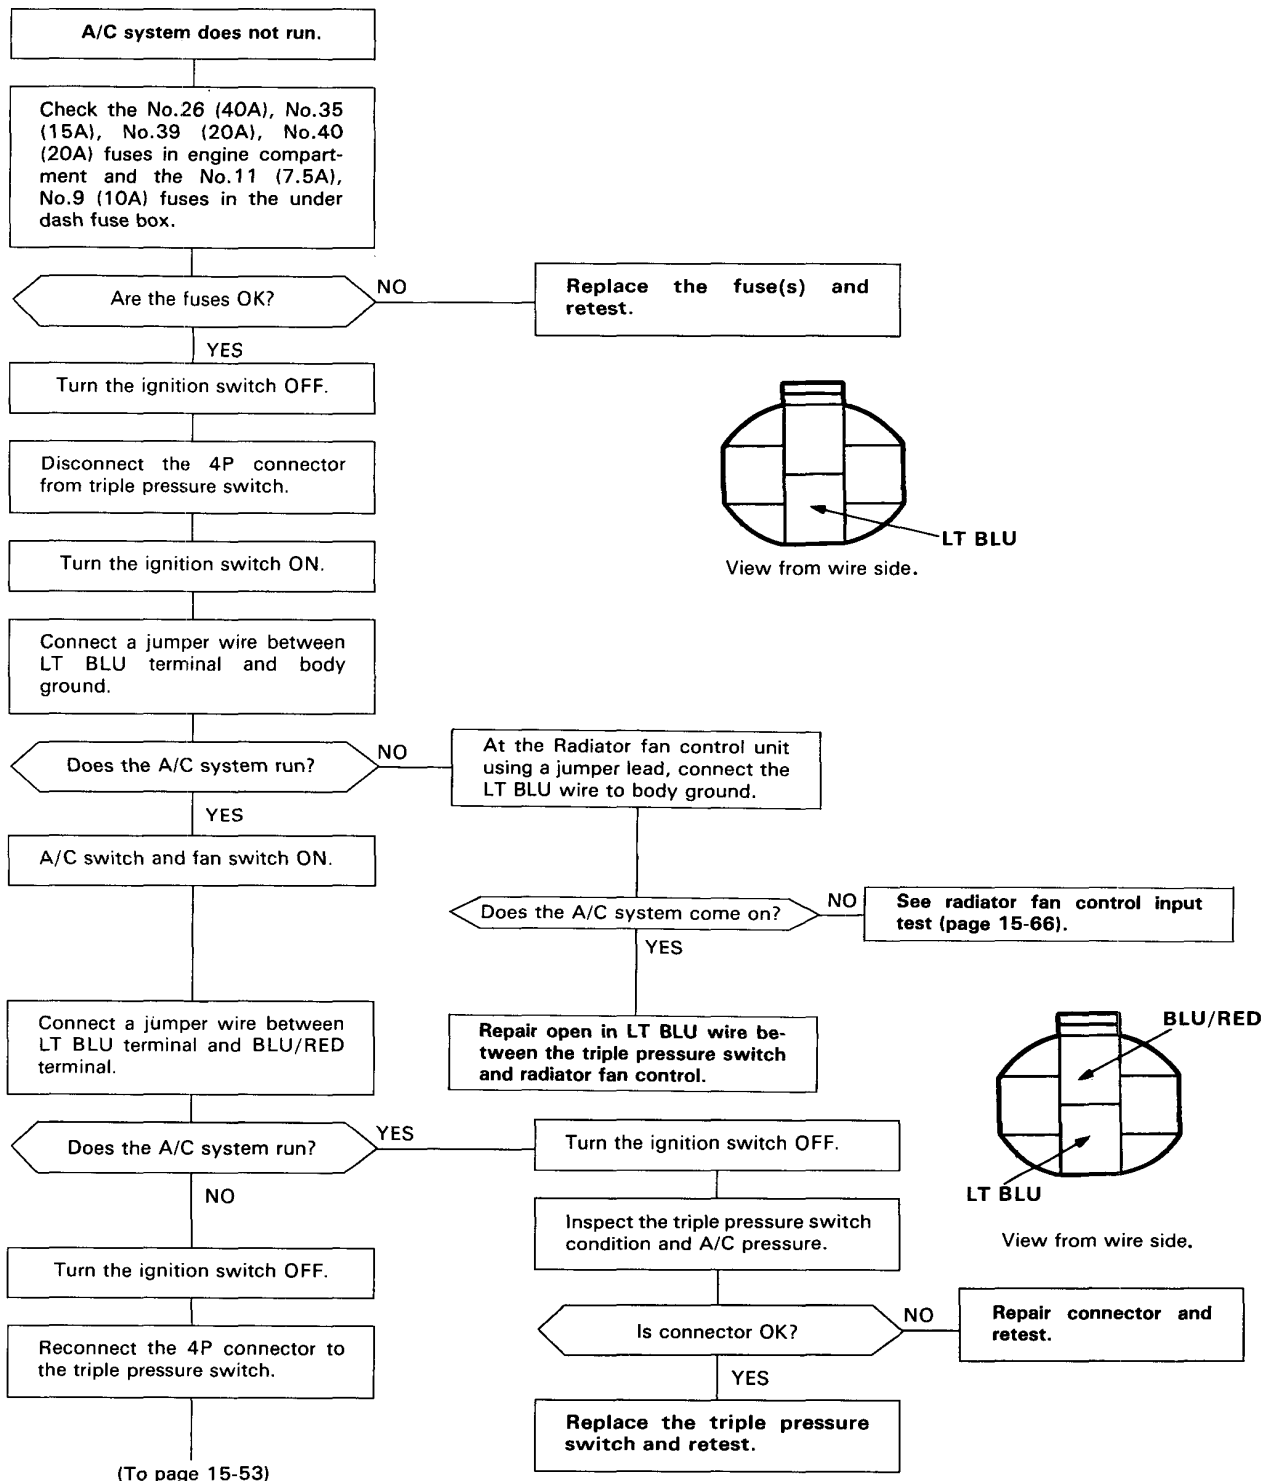 A/C system does not run.
Check the No.26 (40A), No.35
(15A), No.39 (20A), No.40
(20A) fuses in engine compart-
ment and the No.11 (7.5A),
No.9 (10A) fuses in the under
dash fuse box.
Are the fuses OK?
NO
Replace the fuse(s) and
retest.
YES
Turn the ignition switch OFF.
Disconnect the 4P connector
from triple pressure switch.
LT BLU
View from wire side.
Turn the ignition switch ON.
Connect a jumper wire between
LT BLU terminal and body
ground.
Does the A/C system run?
NO
At the Radiator fan control unit
using a jumper lead, connect the
LT BLU wire to body ground.
YES
A/C switch and fan switch ON.
Does the A/C system come on?
NO
See radiator fan control input
test (page 15-66).
YES
Repair open in LT BLU wire be-
tween the triple pressure switch
and radiator fan control.
Connect a jumper wire between
LT BLU terminal and BLU/RED
terminal.
BLU/RED
LT BLU
View from wire side.
Does the A/C system run?
YES
Turn the ignition switch OFF.
NO
Inspect the triple pressure switch
condition and A/C pressure.
Turn the ignition switch OFF.
Is connector OK?
NO
Repair connector and
retest.
Reconnect the 4P connector to
the triple pressure switch.
YES
Replace the triple pressure
switch and retest.
(To page 15-53)